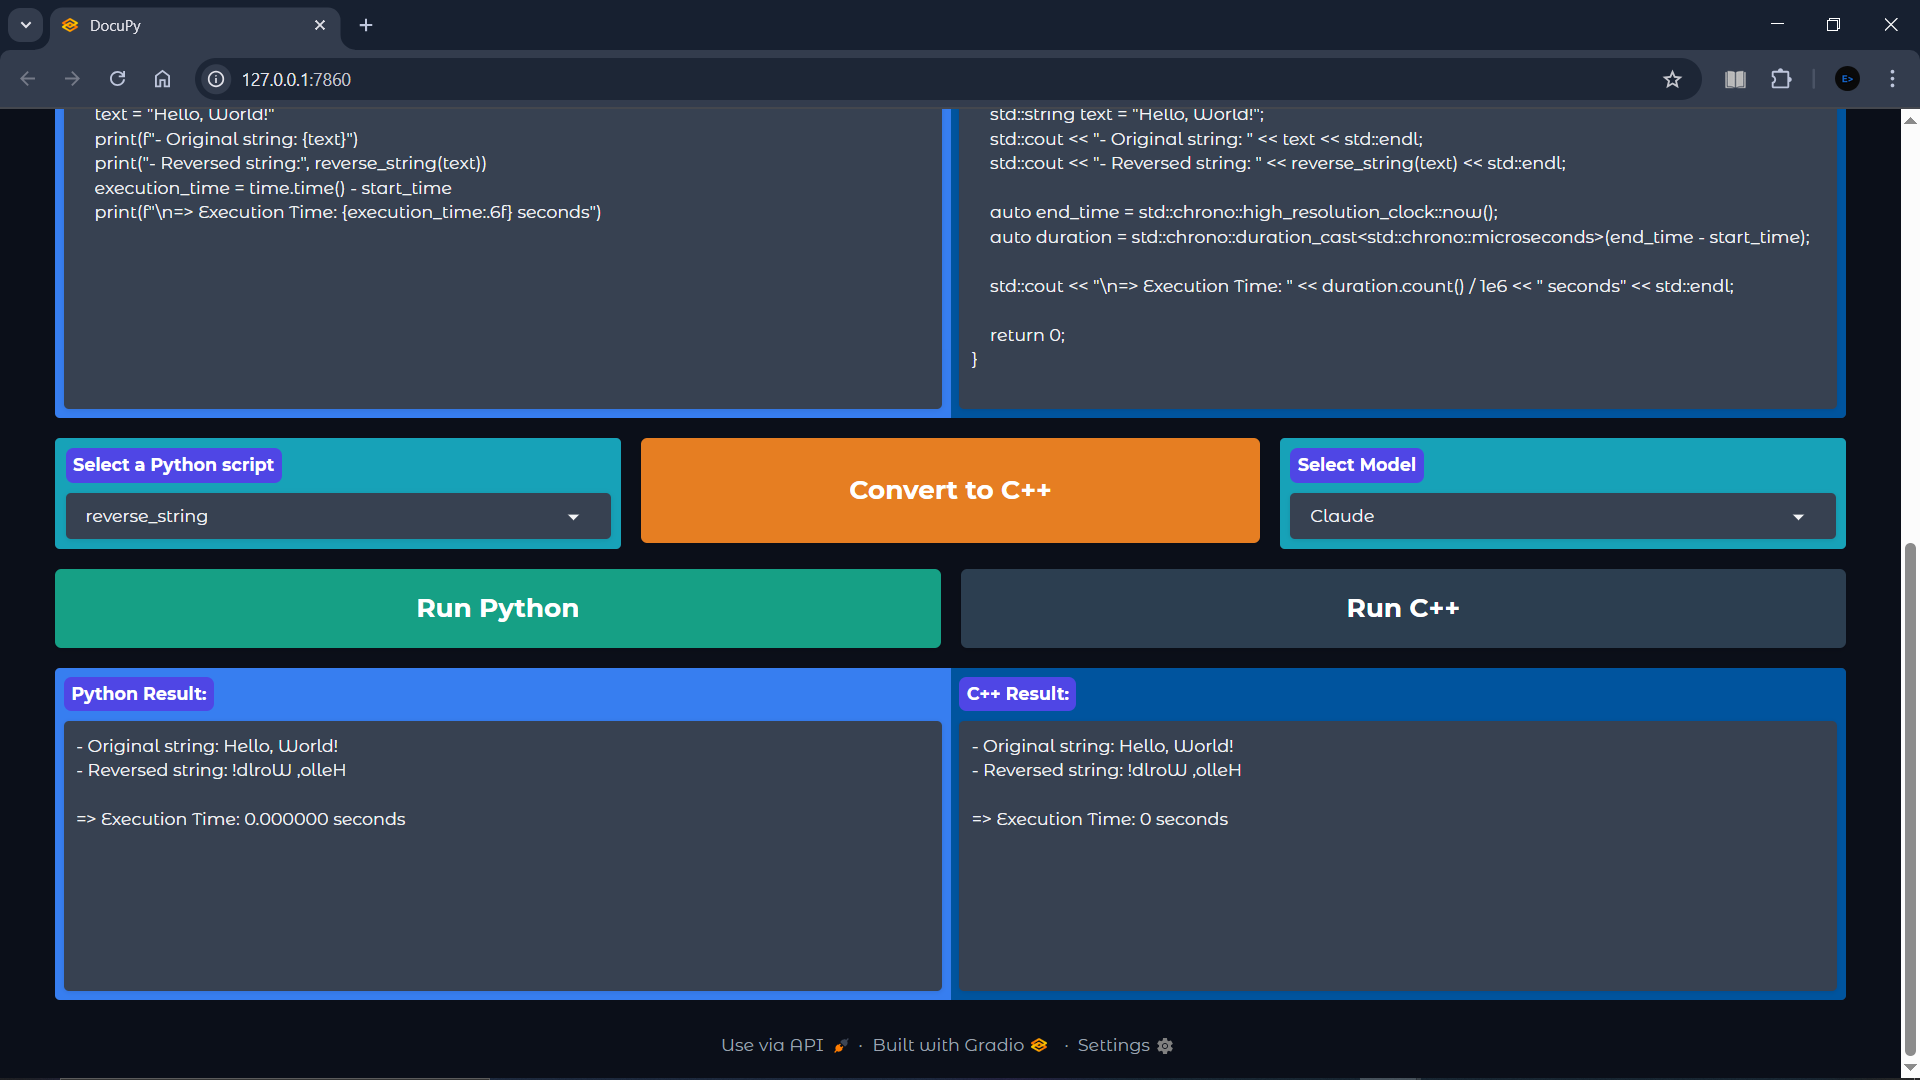 DocuPy
127.0.0.1:7860
E>
text = "Hello, World!"
print(f"- Original string: {text}")
print("- Reversed string:", reverse_string(text))
execution_time = time.time() - start_time
print(f"\n=> Execution Time: {execution_time:.6f} seconds")
std::string text = "Hello, World!";
std::cout << "- Original string: " << text << std::endl;
std::cout << "- Reversed string: " << reverse_string(text) << std::endl;
auto end_time = std::chrono::high_resolution_clock::now();
auto duration = std::chrono::duration_cast<std::chrono::microseconds>(end_time - start_time);
std::cout << "\n=> Execution Time: " << duration.count() / 1e6 << " seconds" << std::endl;
return 0;
}
Select a Python script
reverse_string
Convert to C++
Select Model
Claude
Run Python
Run C++
Python Result:
- Original string: Hello, World!
- Reversed string: !dlroW ,olleH
=> Execution Time: 0.000000 seconds
C++ Result:
- Original string: Hello, World!
- Reversed string: !dlroW ,olleH
=> Execution Time: 0 seconds
Use via API · Built with Gradio · Settings